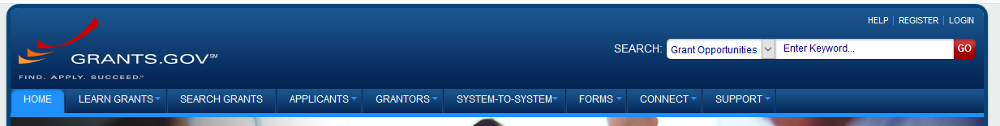 HELP | REGISTER | LOGIN
SEARCH: Grant Opportunities Enter Keyword... GO
GRANTS.GOV℠
FIND. APPLY. SUCCEED.℠
HOME LEARN GRANTS SEARCH GRANTS APPLICANTS GRANTORS SYSTEM-TO-SYSTEM FORMS CONNECT SUPPORT